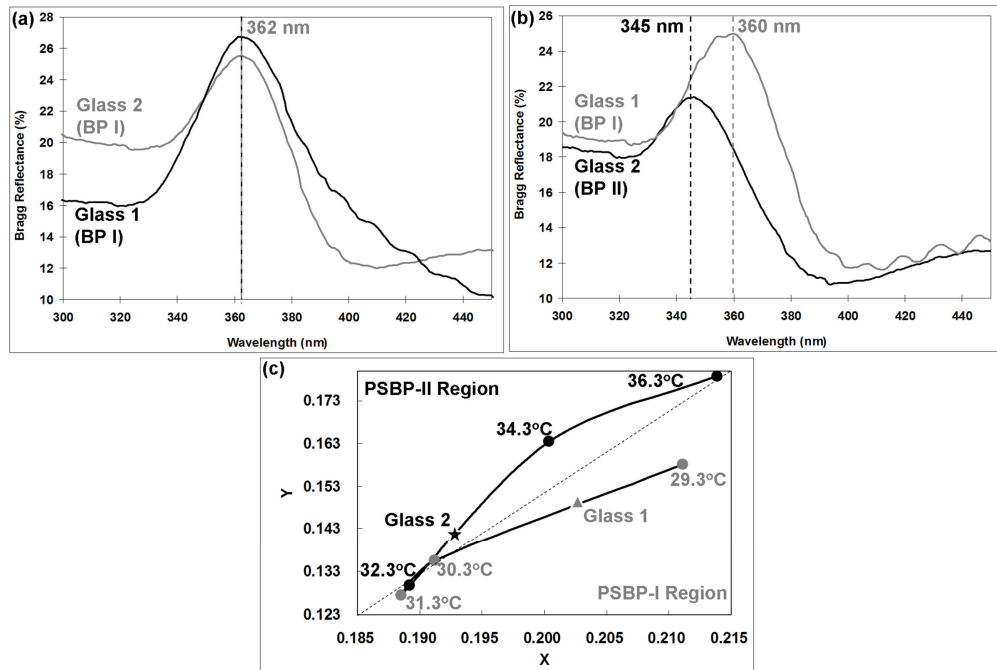 (a)
362 nm
28
26
24
22
20
18
16
14
12
10
Bragg Reflectance (%)
Glass 2
(BP I)
Glass 1
(BP I)
300 320 340 360 380 400 420 440
Wavelength (nm)
(b)
345 nm
360 nm
26
24
22
20
18
16
14
12
10
Bragg Reflectance (%)
Glass 1
(BP I)
Glass 2
(BP II)
300 320 340 360 380 400 420 440
Wavelength (nm)
(c)
PSBP-II Region
36.3°C
34.3°C
29.3°C
Glass 1
Glass 2
32.3°C
30.3°C
31.3°C
PSBP-I Region
0.173
0.163
0.153
0.143
0.133
0.123
Y
0.185 0.190 0.195 0.200 0.205 0.210 0.215
X